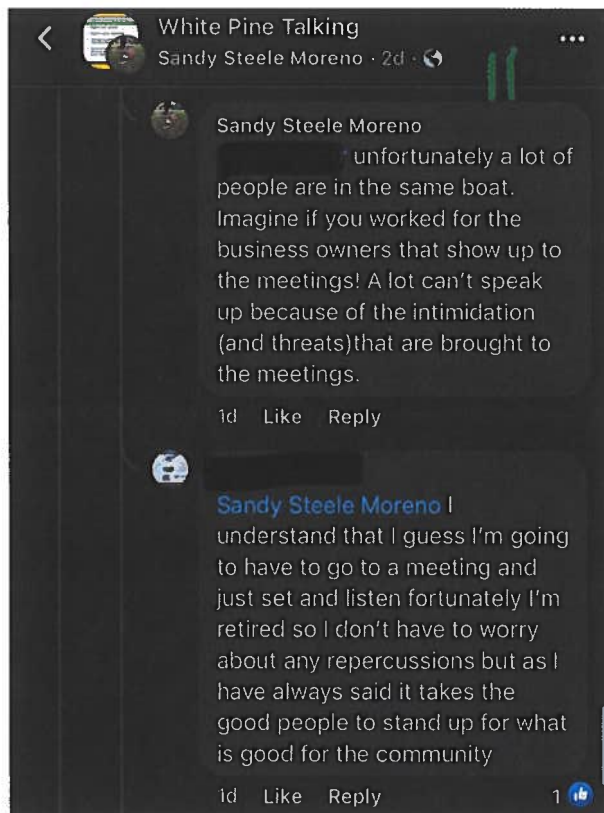 White Pine Talking
Sandy Steele Moreno · 2d ·
Sandy Steele Moreno
unfortunately a lot of
people are in the same boat.
Imagine if you worked for the
business owners that show up to
the meetings! A lot can't speak
up because of the intimidation
(and threats)that are brought to
the meetings.
1d Like Reply
Sandy Steele Moreno I
understand that I guess I'm going
to have to go to a meeting and
just set and listen fortunately I'm
retired so I don't have to worry
about any repercussions but as I
have always said it takes the
good people to stand up for what
is good for the community
1d Like Reply 1